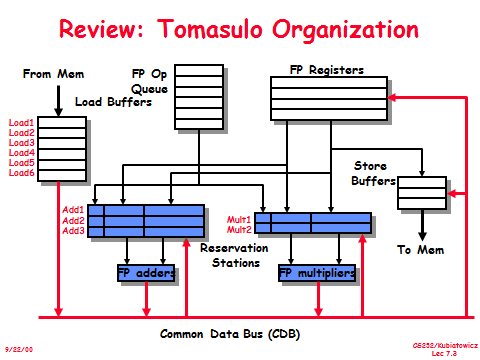 Review: Tomasulo Organization
From Mem
FP Op
Queue
FP Registers
Load Buffers
Load1
Load2
Load3
Load4
Load5
Load6
Store
Buffers
Add1
Add2
Add3
Mult1
Mult2
Reservation
Stations
To Mem
FP adders
FP multipliers
Common Data Bus (CDB)
9/22/00
CS252/Kubiatowicz
Lec 7.3